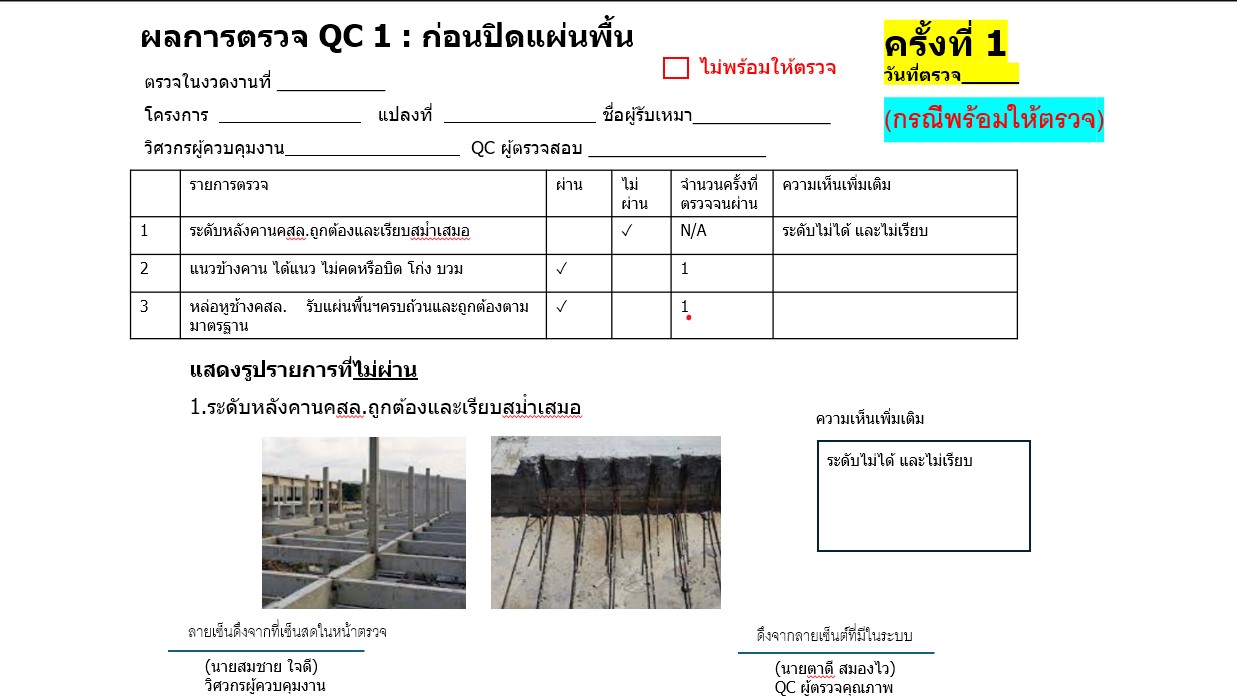 ผลการตรวจ QC 1 : ก่อนปิดแผ่นพื้น
ครั้งที่ 1
ไม่พร้อมให้ตรวจ
วันที่ตรวจ______
ตรวจในงวดงานที่ ____________
(กรณีพร้อมให้ตรวจ)
โครงการ ________________ แปลงที่ _________________ ชื่อผู้รับเหมา________________
วิศวกรผู้ควบคุมงาน____________________ QC ผู้ตรวจสอบ ____________________
รายการตรวจ ผ่าน ไม่ผ่าน จำนวนครั้งที่ตรวจจนผ่าน ความเห็นเพิ่มเติม
1 ระดับหลังคานคสล.ถูกต้องและเรียบสม่ำเสมอ ✓ N/A ระดับไม่ได้ และไม่เรียบ
2 แนวข้างคาน ได้แนว ไม่คดหรือบิด โก่ง บวม ✓ 1
3 หล่อหูช้างคสล. รับแผ่นพื้นฯครบถ้วนและถูกต้องตาม ✓ 1
มาตรฐาน
แสดงรูปรายการที่ไม่ผ่าน
1.ระดับหลังคานคสล.ถูกต้องและเรียบสม่ำเสมอ
ความเห็นเพิ่มเติม
ระดับไม่ได้ และไม่เรียบ
ลายเซ็นดึงจากที่เซ็นสดในหน้าตรวจ
ดึงจากลายเซ็นต์ที่มีในระบบ
(นายสมชาย ใจดี)
วิศวกรผู้ควบคุมงาน
(นายตาดี สมองไว)
QC ผู้ตรวจคุณภาพ